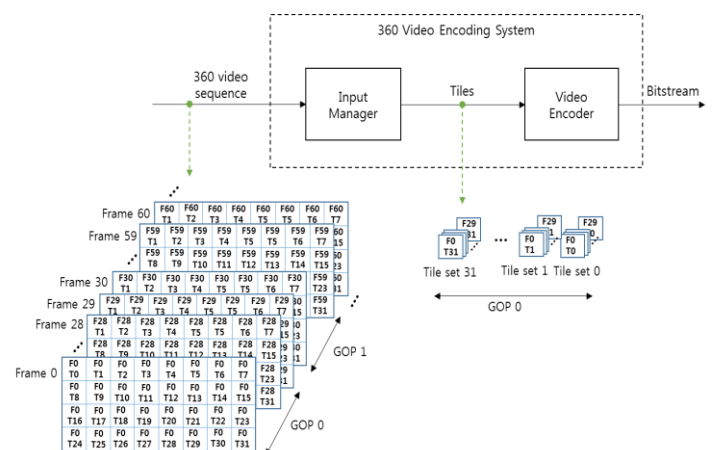 360 Video Encoding System
360 video
sequence
Input
Manager
Tiles
Video
Encoder
Bitstream
Frame 60
F60 F60 F60 F60 F60 F60 F60 F60
T1 T2 T3 T4 T5 T5 T6 T7
Frame 59
F59 F59 F59 F59 F59 F59 F59 F59
T1 T2 T3 T4 T5 T5 T6 T7
F59 F59 F59 F59 F59 F59 F59 F59
T8 T9 T10 T11 T12 T13 T14 T15
Frame 30
F30 F30 F30 F30 F30 F30 F30 F30
T1 T2 T3 T4 T5 T5 T6 T7
F59
T23
Frame 29
F29 F29 F29 F29 F29 F29 F29 F29
T1 T2 T3 T4 T5 T5 T6 T7
F59
T31
Frame 28
F28 F28 F28 F28 F28 F28 F28 F28
T1 T2 T3 T4 T5 T5 T6 T7
F28 F28 F28 F28 F28 F28 F28 F28
T8 T9 T10 T11 T12 T13 T14 T15
F28
T23
F28
T31
Frame 0
F0 F0 F0 F0 F0 F0 F0 F0
T0 T1 T2 T3 T4 T5 T6 T7
F0 F0 F0 F0 F0 F0 F0 F0
T8 T9 T10 T11 T12 T13 T14 T15
F0 F0 F0 F0 F0 F0 F0 F0
T16 T17 T18 T19 T20 T21 T22 T23
F0 F0 F0 F0 F0 F0 F0 F0
T24 T25 T26 T27 T28 T29 T30 T31
GOP 1
GOP 0
F29
F0
T31
...
F29
F0
T1
F29
F0
T0
Tile set 31
Tile set 1
Tile set 0
GOP 0